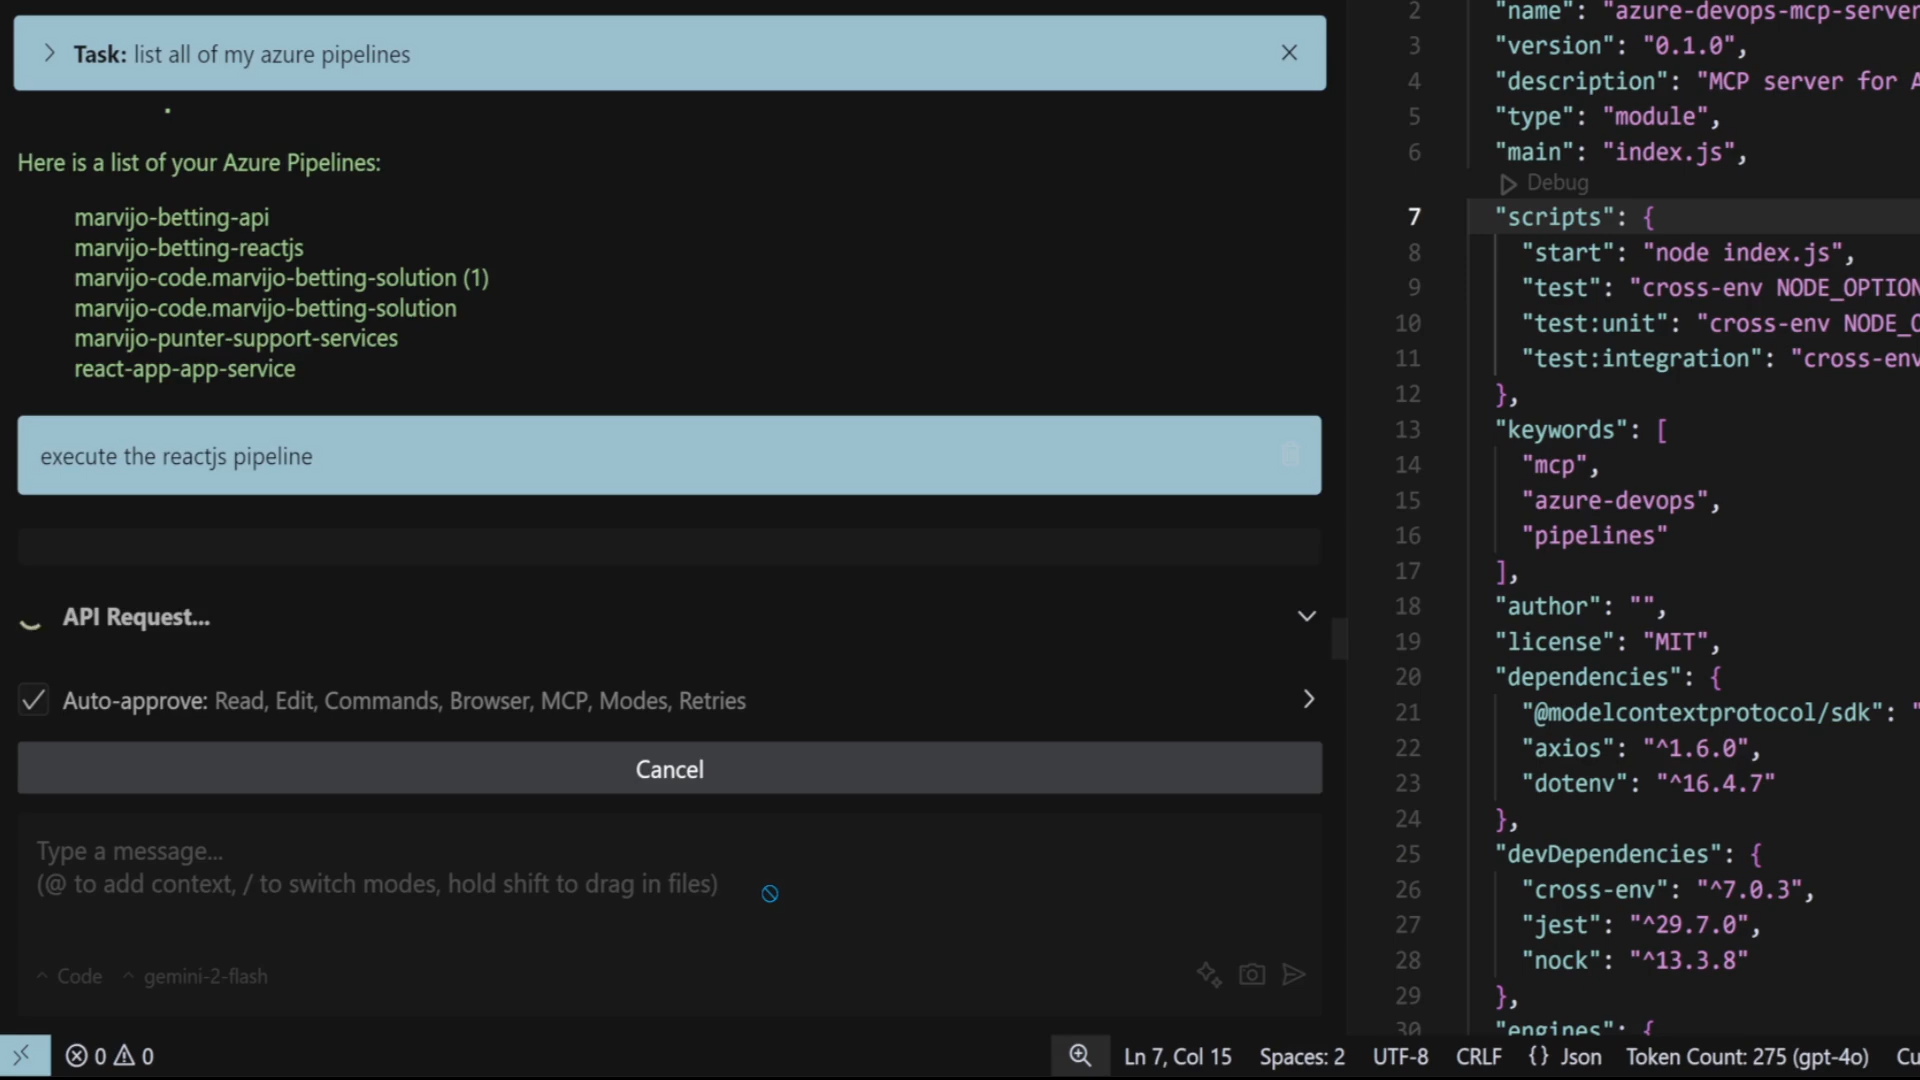 Task: list all of my azure pipelines
Here is a list of your Azure Pipelines:
marvijo-betting-api
marvijo-betting-reactjs
marvijo-code.marvijo-betting-solution (1)
marvijo-code.marvijo-betting-solution
marvijo-punter-support-services
react-app-app-service
execute the reactjs pipeline
API Request...
Auto-approve: Read, Edit, Commands, Browser, MCP, Modes, Retries
Cancel
Type a message...
(@ to add context, / to switch modes, hold shift to drag in files)
^ Code ^ gemini-2-flash
2 "name": "azure-devops-mcp-server
3 "version": "0.1.0",
4 "description": "MCP server for A
5 "type": "module",
6 "main": "index.js",
Debug
7 "scripts": {
8 "start": "node index.js",
9 "test": "cross-env NODE_OPTION
10 "test:unit": "cross-env NODE_O
11 "test:integration": "cross-env
12 },
13 "keywords": [
14 "mcp",
15 "azure-devops",
16 "pipelines"
17 ],
18 "author": "",
19 "license": "MIT",
20 "dependencies": {
21 "@modelcontextprotocol/sdk": "
22 "axios": "^1.6.0",
23 "dotenv": "^16.4.7"
24 },
25 "devDependencies": {
26 "cross-env": "^7.0.3",
27 "jest": "^29.7.0",
28 "nock": "^13.3.8"
29 },
30 "engines": {
0 0 Ln 7, Col 15 Spaces: 2 UTF-8 CRLF {} Json Token Count: 275 (gpt-4o) Cu